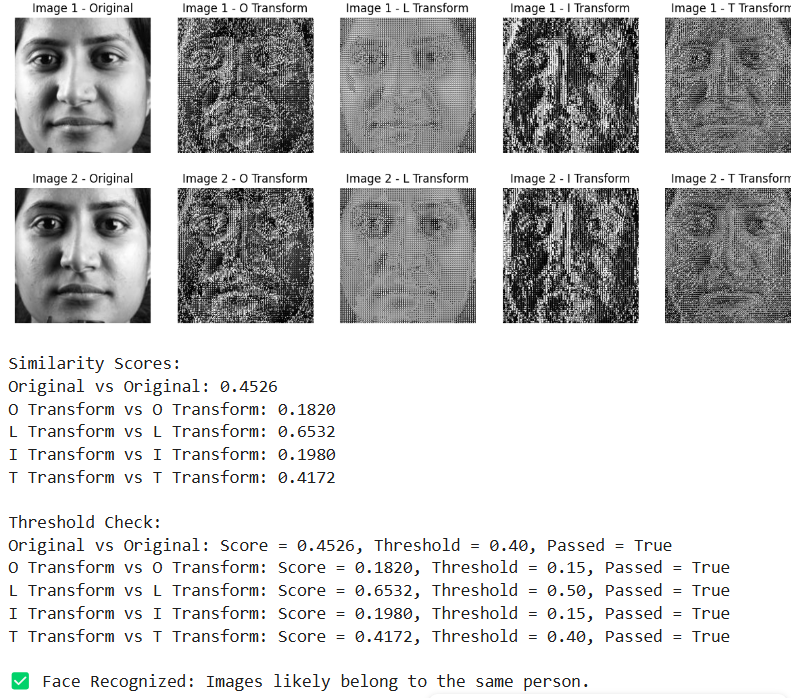 Image 1 - Original Image 1 - O Transform Image 1 - L Transform Image 1 - I Transform Image 1 - T Transform
Image 2 - Original Image 2 - O Transform Image 2 - L Transform Image 2 - I Transform Image 2 - T Transform
Similarity Scores:
Original vs Original: 0.4526
O Transform vs O Transform: 0.1820
L Transform vs L Transform: 0.6532
I Transform vs I Transform: 0.1980
T Transform vs T Transform: 0.4172
Threshold Check:
Original vs Original: Score = 0.4526, Threshold = 0.40, Passed = True
O Transform vs O Transform: Score = 0.1820, Threshold = 0.15, Passed = True
L Transform vs L Transform: Score = 0.6532, Threshold = 0.50, Passed = True
I Transform vs I Transform: Score = 0.1980, Threshold = 0.15, Passed = True
T Transform vs T Transform: Score = 0.4172, Threshold = 0.40, Passed = True
✅ Face Recognized: Images likely belong to the same person.